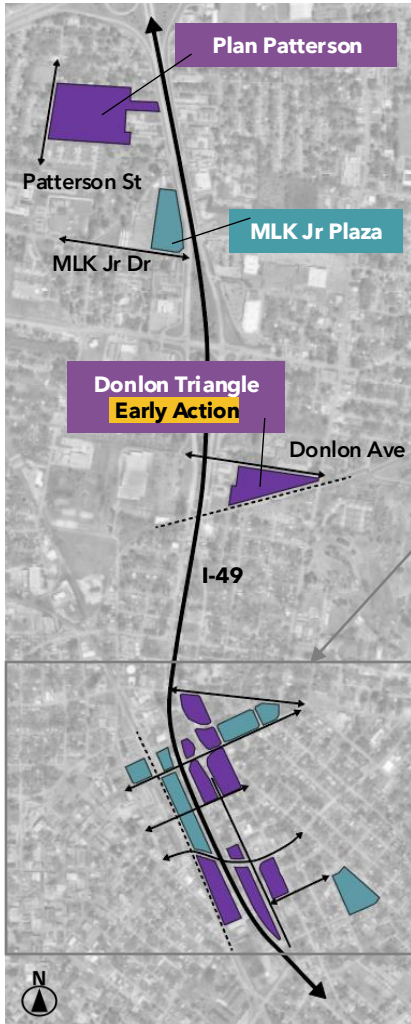 Plan Patterson
Patterson St
MLK Jr Plaza
MLK Jr Dr
Donlon Triangle
Early Action
Donlon Ave
I-49
N